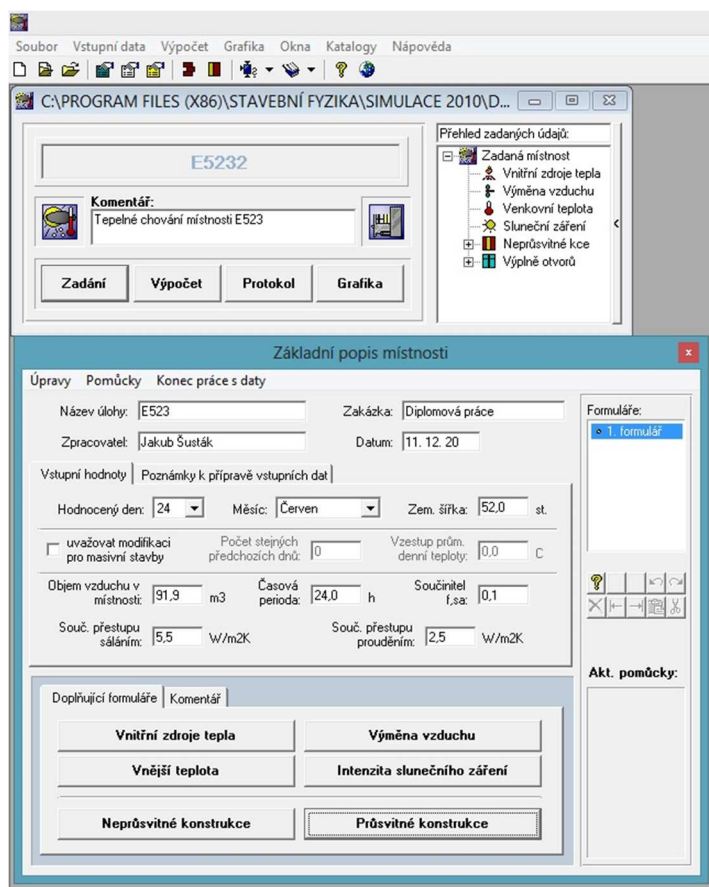 Soubor Vstupní data Výpočet Grafika Okna Katalogy Nápověda
C:\PROGRAM FILES (X86)\STAVEBNÍ FYZIKA\SIMULACE 2010\D...
E5232
Komentář:
Tepelné chování místnosti E523
Zadání Výpočet Protokol Grafika
Přehled zadaných údajů:
Zadaná místnost
Vnitřní zdroje tepla
Výměna vzduchu
Venkovní teplota
Sluneční záření
Neprůsvitné kce
Výplně otvorů
Základní popis místnosti
Úpravy Pomůcky Konec práce s daty
Název úlohy: E523 Zakázka: Diplomová práce
Zpracovatel: Jakub Šusták Datum: 11. 12. 20
Vstupní hodnoty Poznámky k přípravě vstupních dat
Hodnocený den: 24 Měsíc: Červen Zem. šířka: 52,0 st.
uvažovat modifikaci pro masivní stavby
Počet stejných předchozích dnů: 0
Vzestup prům. denní teploty: 0,0 C
Objem vzduchu v místnosti: 91,9 m3
Časová perioda: 24,0 h
Součinitel f,sa: 0,1
Souč. přestupu sáláním: 5,5 W/m2K
Souč. přestupu prouděním: 2,5 W/m2K
Doplňující formuláře Komentář
Vnitřní zdroje tepla Výměna vzduchu
Vnější teplota Intenzita slunečního záření
Neprůsvitné konstrukce Průsvitné konstrukce
Formuláře:
1. formulář
Akt. pomůcky: